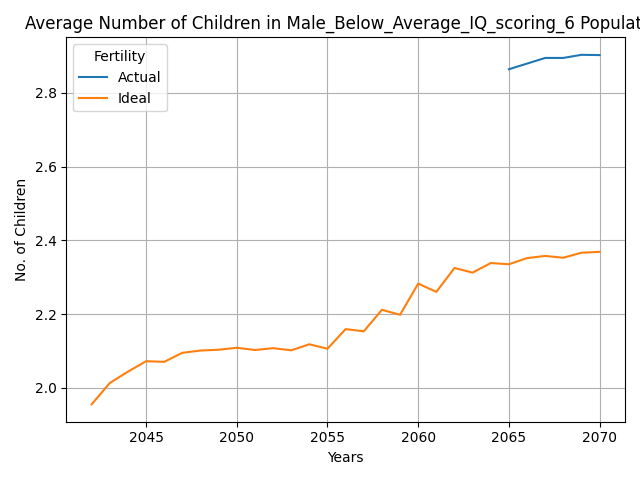 Average Number of Children in Male_Below_Average_IQ_scoring_6 Populat
Fertility
Actual
Ideal
No. of Children
2.8
2.6
2.4
2.2
2.0
2045 2050 2055 2060 2065 2070
Years